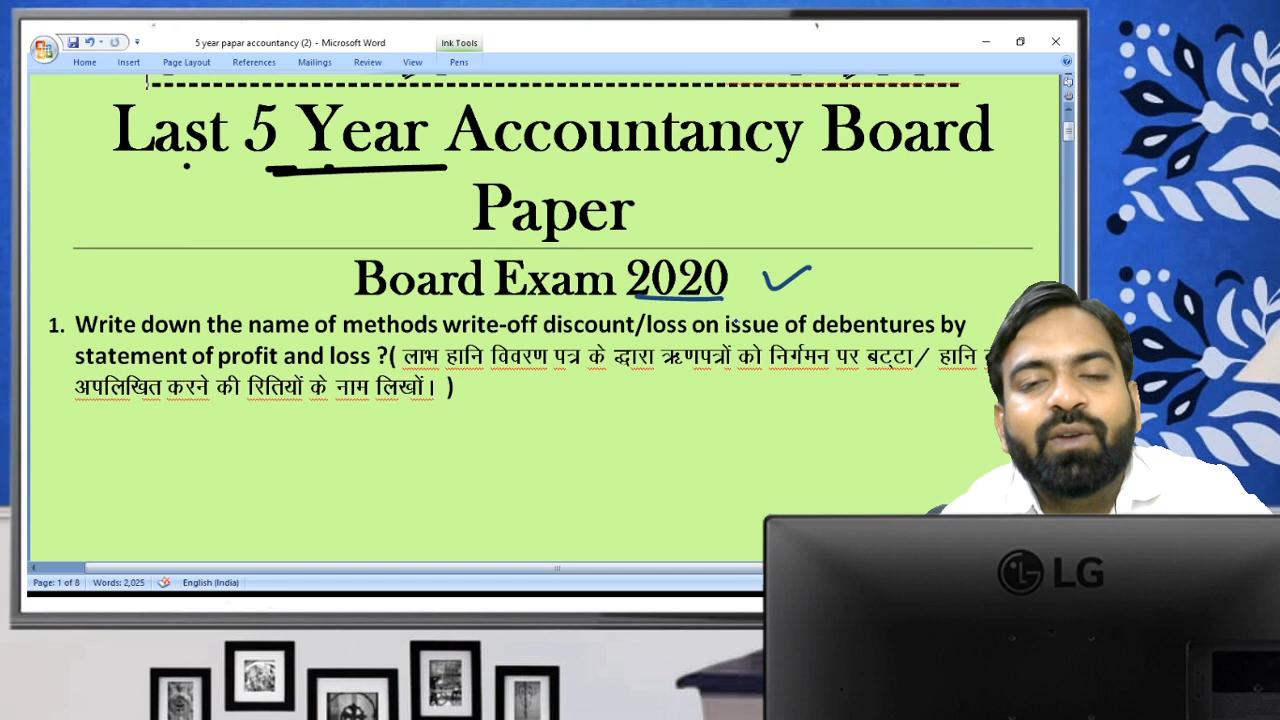 5 year papar accountancy (2) - Microsoft Word
Ink Tools
Home Insert Page Layout References Mailings Review View Pens
Last 5 Year Accountancy Board
Paper
Board Exam 2020
1. Write down the name of methods write-off discount/loss on issue of debentures by
statement of profit and loss ?( लाभ हानि विवरण पत्र के द्वारा ऋणपत्रों को निर्गमन पर बट्टा/ हानि
अपलिखित करने की रितियों के नाम लिखों। )
Page: 1 of 8 Words: 2,025 English (India)
LG